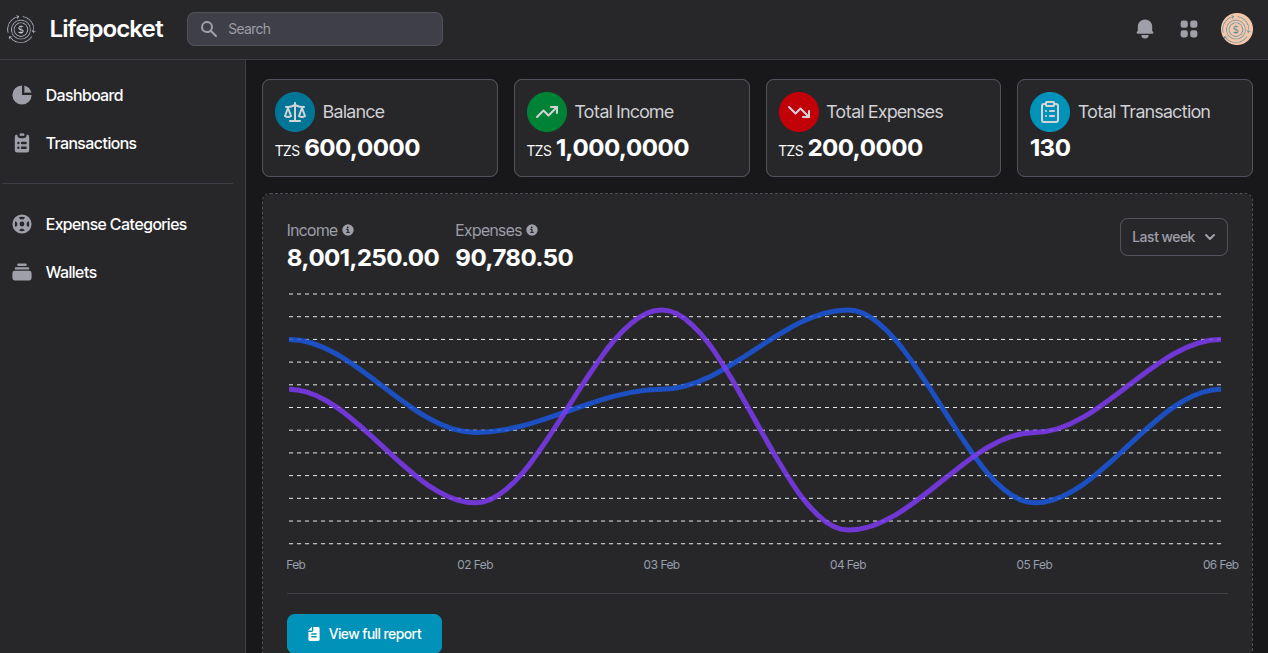 Lifepocket
Search
Dashboard
Transactions
Expense Categories
Wallets
Balance
TZS 600,0000
Total Income
TZS 1,000,0000
Total Expenses
TZS 200,0000
Total Transaction
130
Income
8,001,250.00
Expenses
90,780.50
Last week
Feb 02 Feb 03 Feb 04 Feb 05 Feb 06 Feb
View full report